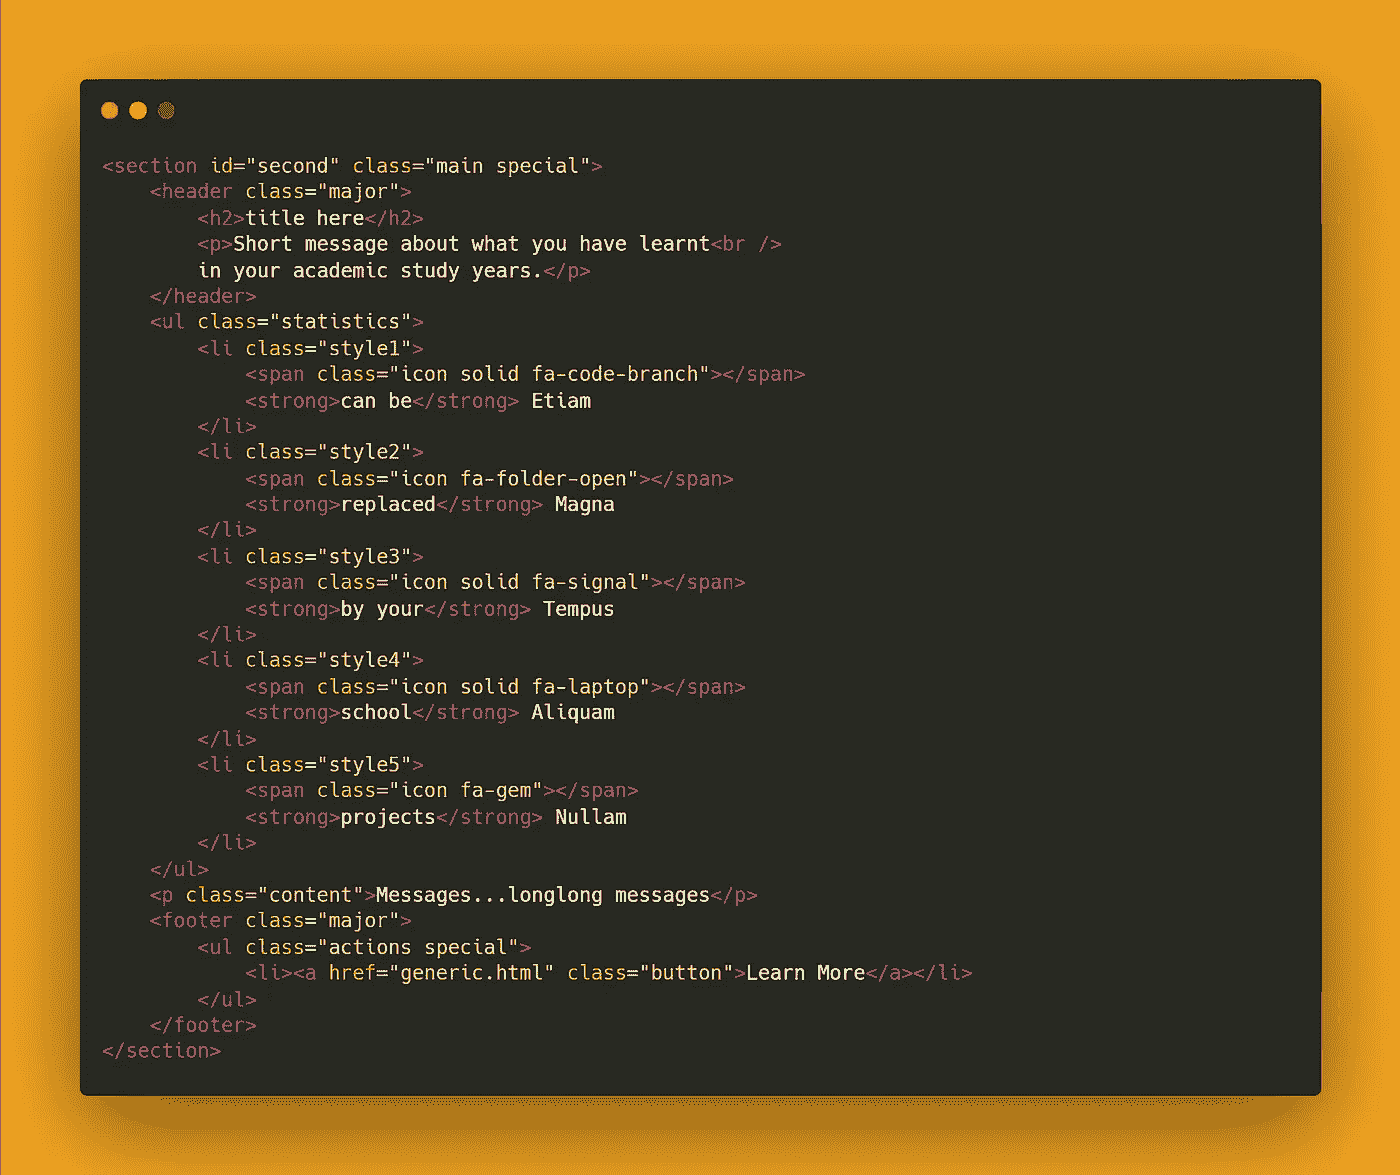 <section id="second" class="main special">
    <header class="major">
        <h2>title here</h2>
        <p>Short message about what you have learnt<br />
        in your academic study years.</p>
    </header>
    <ul class="statistics">
        <li class="style1">
            <span class="icon solid fa-code-branch"></span>
            <strong>can be</strong> Etiam
        </li>
        <li class="style2">
            <span class="icon fa-folder-open"></span>
            <strong>replaced</strong> Magna
        </li>
        <li class="style3">
            <span class="icon solid fa-signal"></span>
            <strong>by your</strong> Tempus
        </li>
        <li class="style4">
            <span class="icon solid fa-laptop"></span>
            <strong>school</strong> Aliquam
        </li>
        <li class="style5">
            <span class="icon fa-gem"></span>
            <strong>projects</strong> Nullam
        </li>
    </ul>
    <p class="content">Messages...longlong messages</p>
    <footer class="major">
        <ul class="actions special">
            <li><a href="generic.html" class="button">Learn More</a></li>
        </ul>
    </footer>
</section>